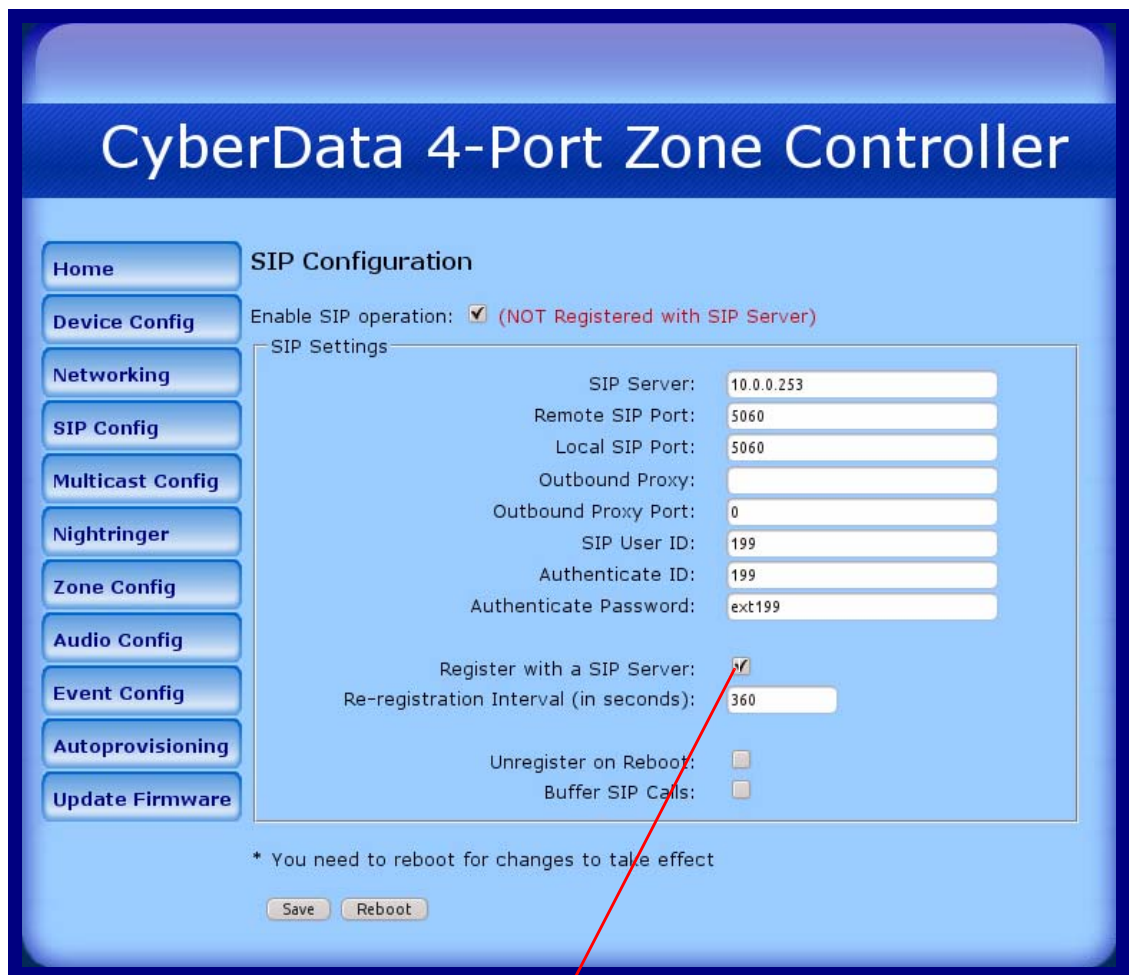 CyberData 4-Port Zone Controller
Home
Device Config
Networking
SIP Config
Multicast Config
Nightringer
Zone Config
Audio Config
Event Config
Autoprovisioning
Update Firmware
SIP Configuration
Enable SIP operation: (NOT Registered with SIP Server)
SIP Settings
SIP Server: 10.0.0.253
Remote SIP Port: 5060
Local SIP Port: 5060
Outbound Proxy:
Outbound Proxy Port: 0
SIP User ID: 199
Authenticate ID: 199
Authenticate Password: ext199
Register with a SIP Server:
Re-registration Interval (in seconds): 360
Unregister on Reboot:
Buffer SIP Calls:
* You need to reboot for changes to take effect
Save Reboot